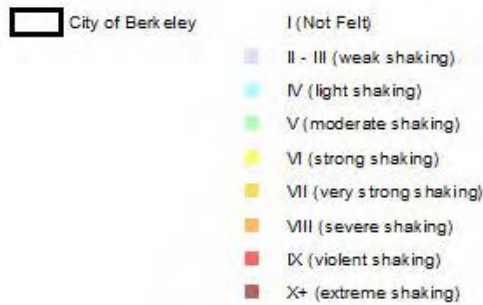 City of Berkeley
I (Not Felt)
II - III (weak shaking)
IV (light shaking)
V (moderate shaking)
VI (strong shaking)
VII (very strong shaking)
VIII (severe shaking)
IX (violent shaking)
X+ (extreme shaking)